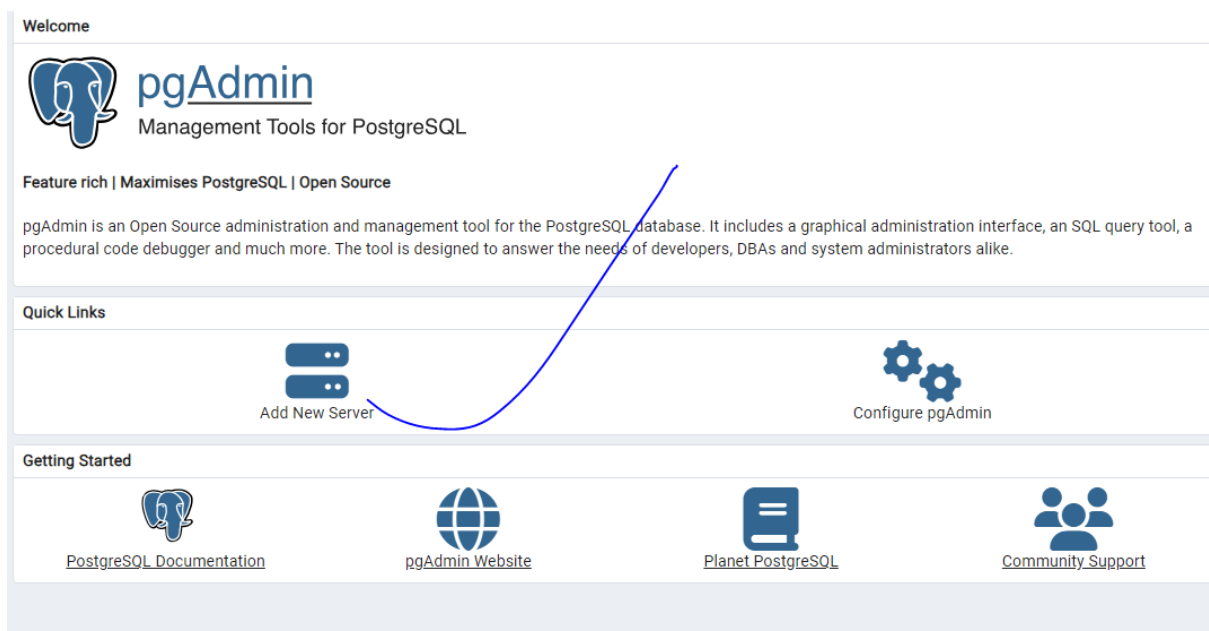 Welcome
pgAdmin
Management Tools for PostgreSQL
Feature rich | Maximises PostgreSQL | Open Source
pgAdmin is an Open Source administration and management tool for the PostgreSQL database. It includes a graphical administration interface, an SQL query tool, a
procedural code debugger and much more. The tool is designed to answer the needs of developers, DBAs and system administrators alike.
Quick Links
Add New Server
Configure pgAdmin
Getting Started
PostgreSQL Documentation
pgAdmin Website
Planet PostgreSQL
Community Support